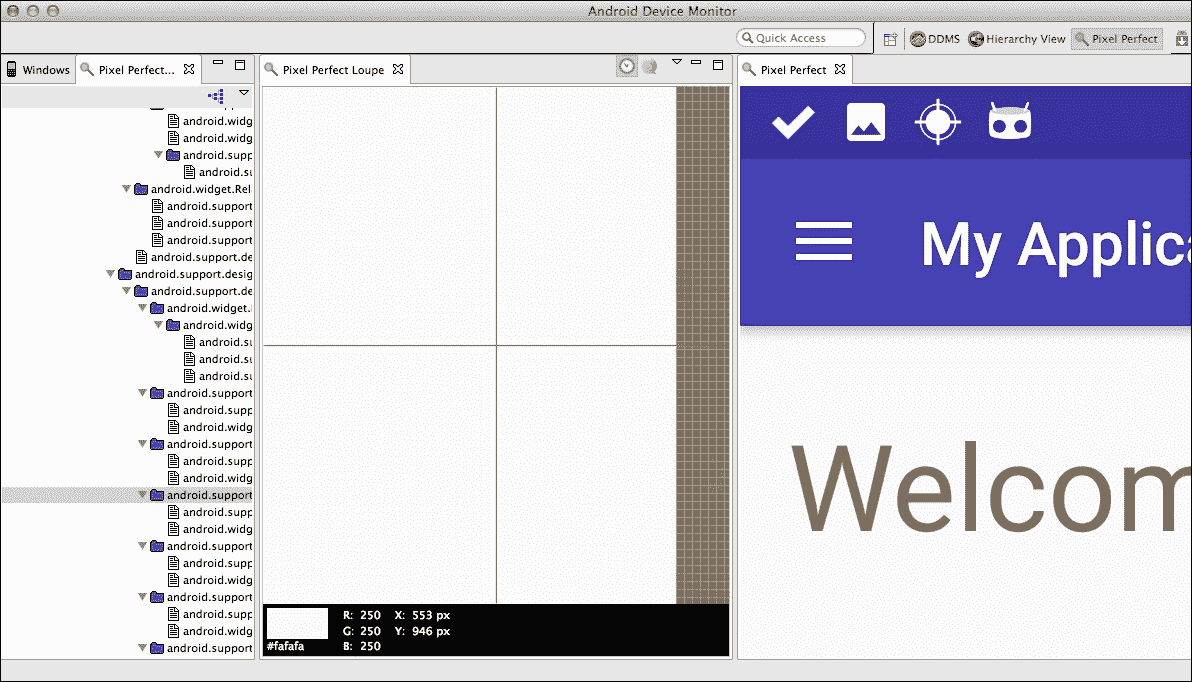 Android Device Monitor
Quick Access
DDMS
Hierarchy View
Pixel Perfect
Windows
Pixel Perfect...
Pixel Perfect Loupe
Pixel Perfect
android.widg
android.widg
android.supp
android.su
android.widget.Rel
android.support
android.support
android.support
android.support.de
android.support.desig
android.support.de
android.widget.
android.widg
android.su
android.su
android.su
android.support
android.supp
android.widg
android.support
android.supp
android.widg
android.support
android.supp
android.widg
android.support
android.supp
android.widg
android.support
android.supp
android.widg
android.support
#fafafa
R: 250 X: 553 px
G: 250 Y: 946 px
B: 250
My Applica
Welcom